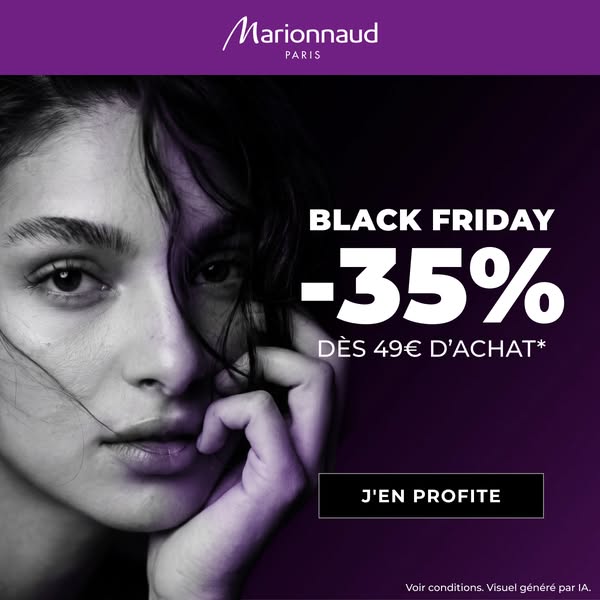 Marionnaud
PARIS
BLACK FRIDAY
-35%
DÈS 49€ D'ACHAT*
J'EN PROFITE
Voir conditions. Visuel généré par IA.